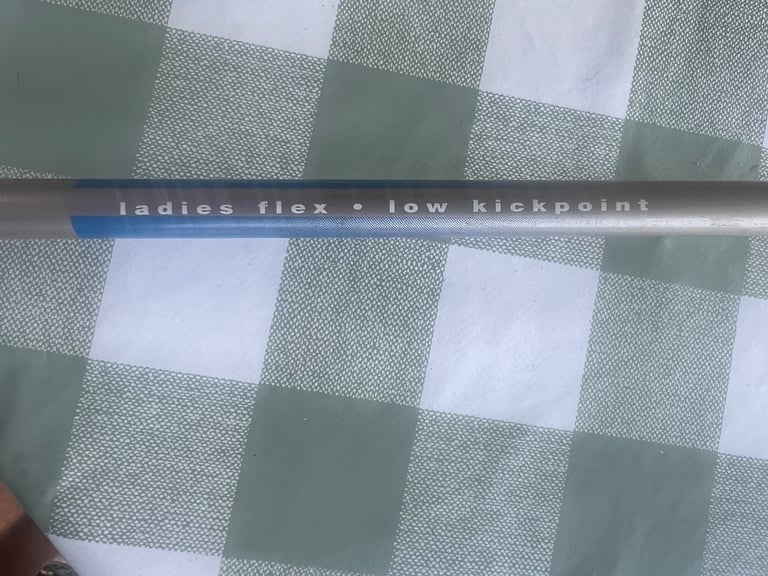 ladies flex • low kickpoint